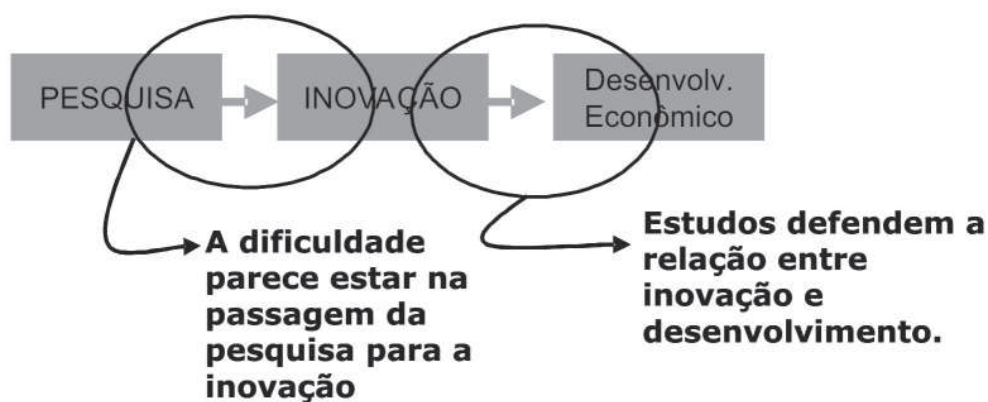 PESQUISA
INOVAÇÃO
Desenvolv.
Econômico
A dificuldade
parece estar na
passagem da
pesquisa para a
inovação
Estudos defendem a
relação entre
inovação e
desenvolvimento.